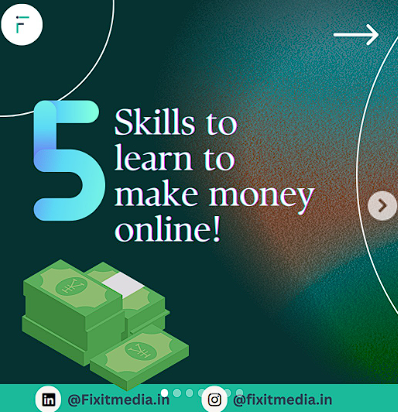 F
5
Skills to
learn to
make money
online!
@Fixitmedia.in
@fixitmedia.in